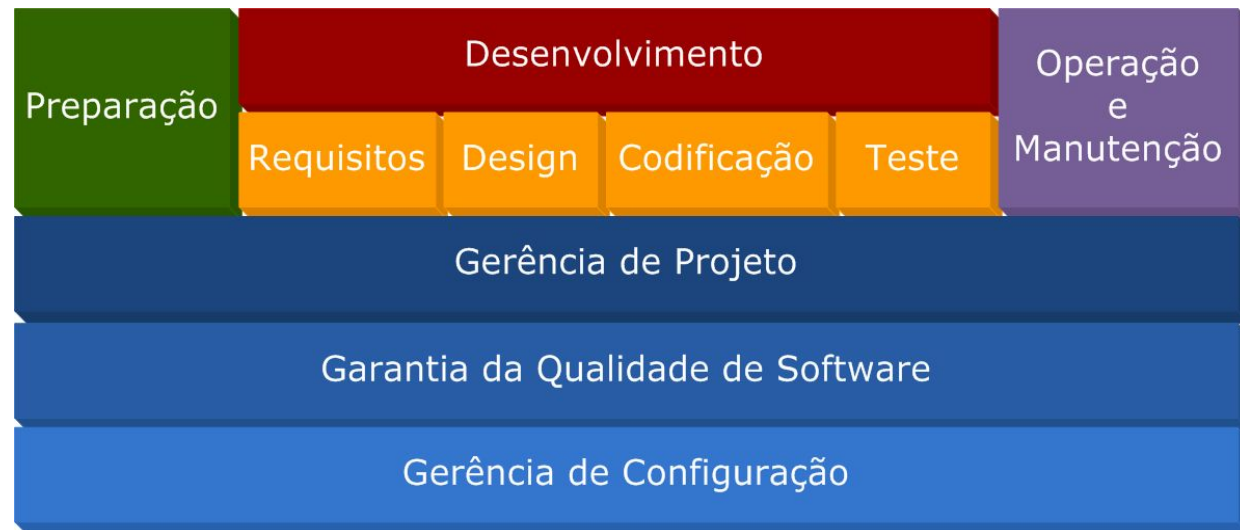 Preparação
Desenvolvimento
Requisitos
Design
Codificação
Teste
Operação
e
Manutenção
Gerência de Projeto
Garantia da Qualidade de Software
Gerência de Configuração